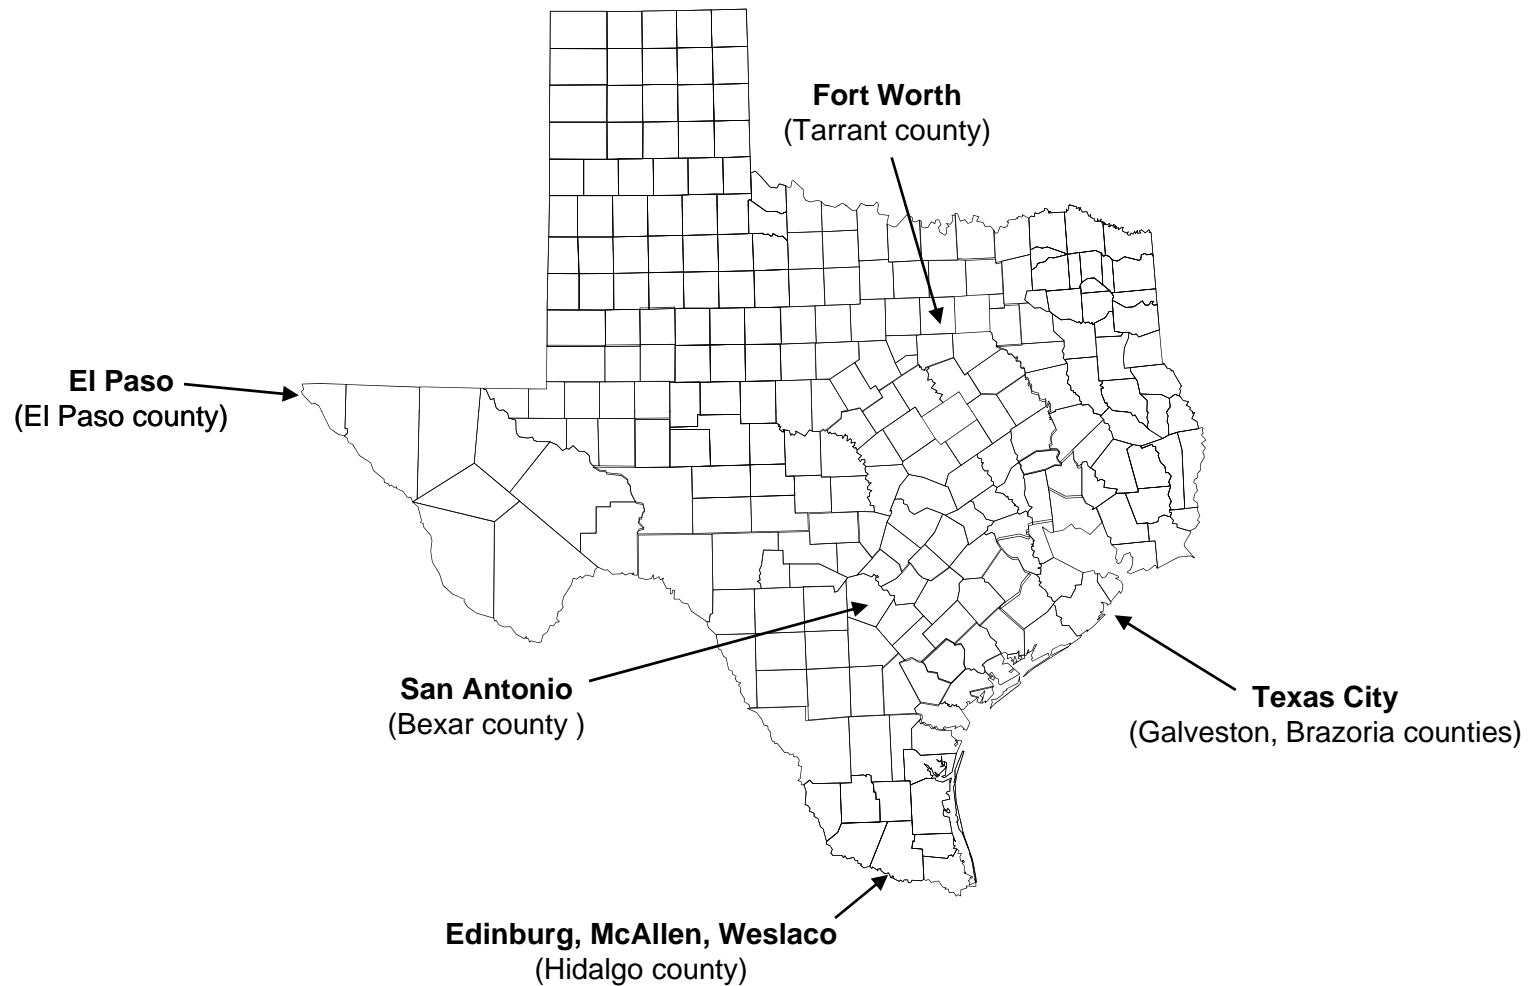 Fort Worth
(Tarrant county)
El Paso
(El Paso county)
San Antonio
(Bexar county )
Texas City
(Galveston, Brazoria counties)
Edinburg, McAllen, Weslaco
(Hidalgo county)